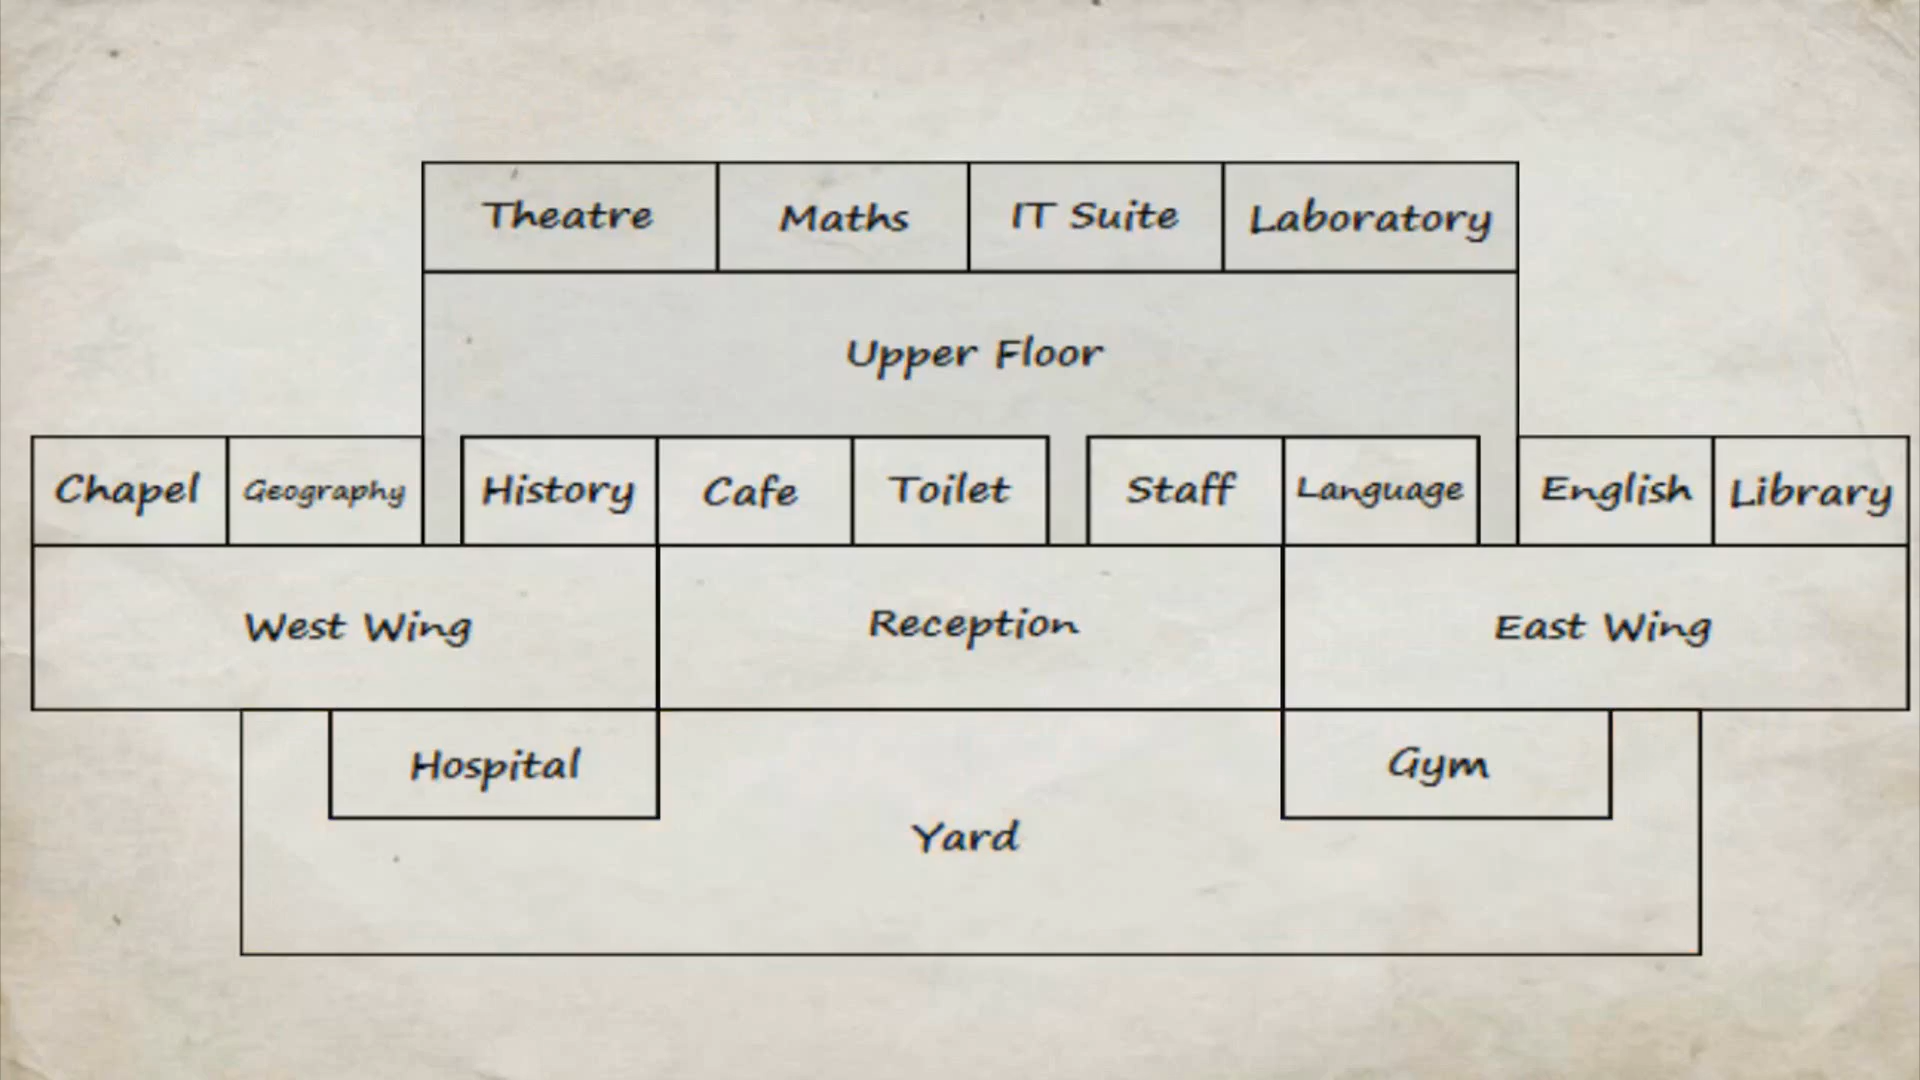 Theatre
Maths
IT Suite
Laboratory
Upper Floor
Chapel
Geography
History
Cafe
Toilet
Staff
Language
English
Library
West Wing
Reception
East Wing
Hospital
Gym
Yard